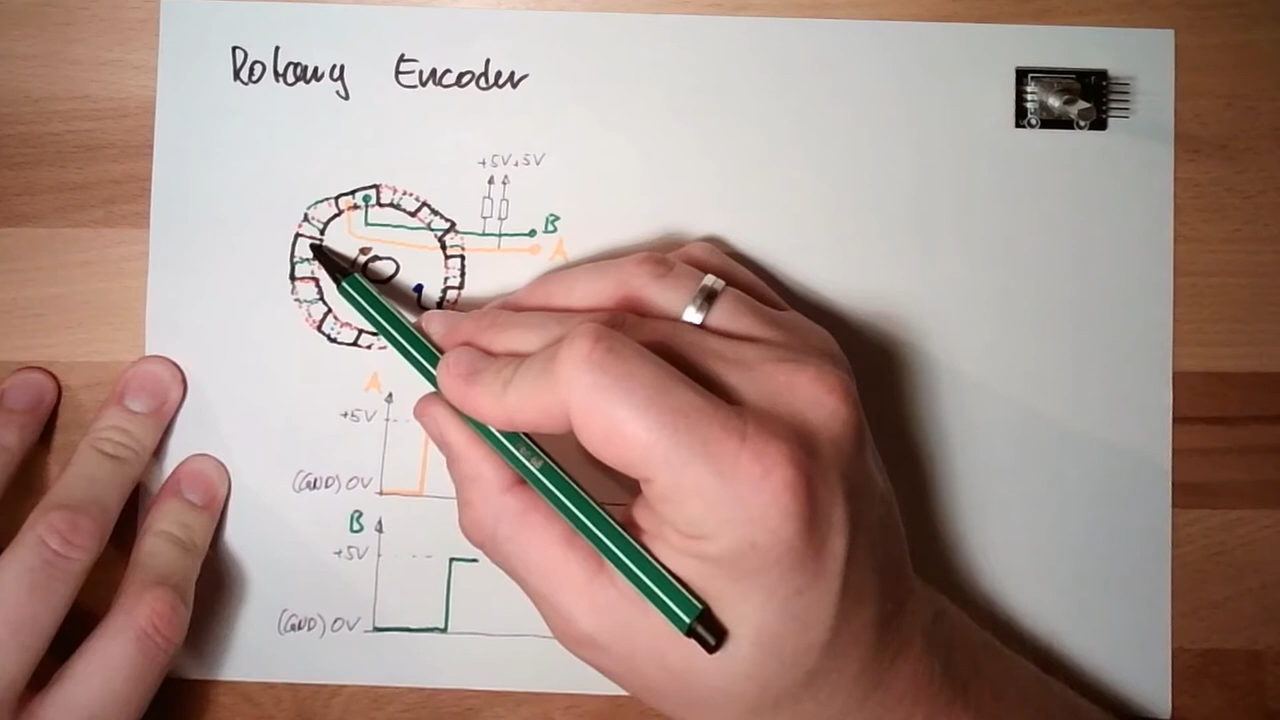 Rotary Encoder
+5V+5V
B
A
A
+5V
(GND) 0V
B
+5V
(GND) 0V